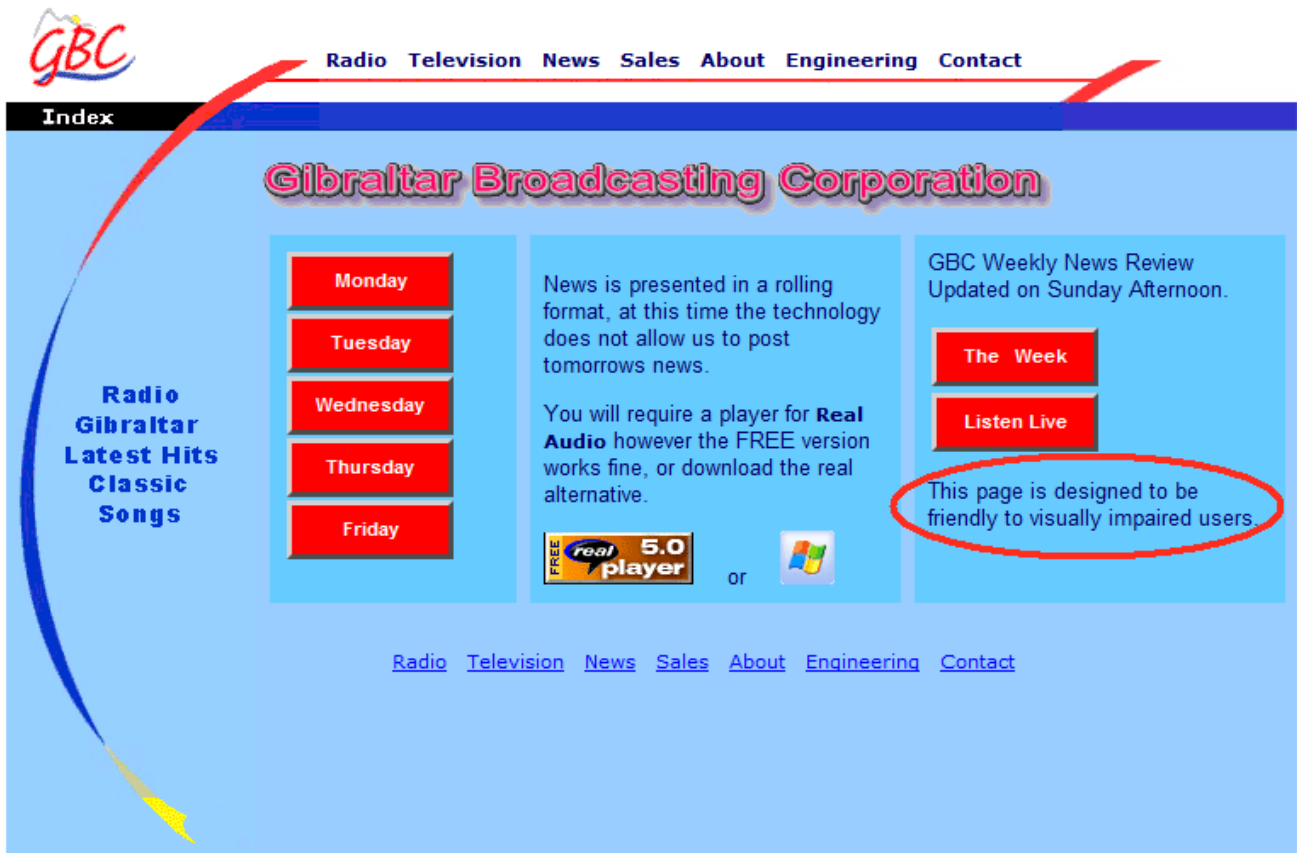 GBC
Radio Television News Sales About Engineering Contact
Index
Gibraltar Broadcasting Corporation
Radio
Gibraltar
Latest Hits
Classic
Songs
Monday
Tuesday
Wednesday
Thursday
Friday
News is presented in a rolling
format, at this time the technology
does not allow us to post
tomorrows news.
You will require a player for Real
Audio however the FREE version
works fine, or download the real
alternative.
FREE real 5.0
player
or
GBC Weekly News Review
Updated on Sunday Afternoon.
The Week
Listen Live
This page is designed to be
friendly to visually impaired users.
Radio Television News Sales About Engineering Contact